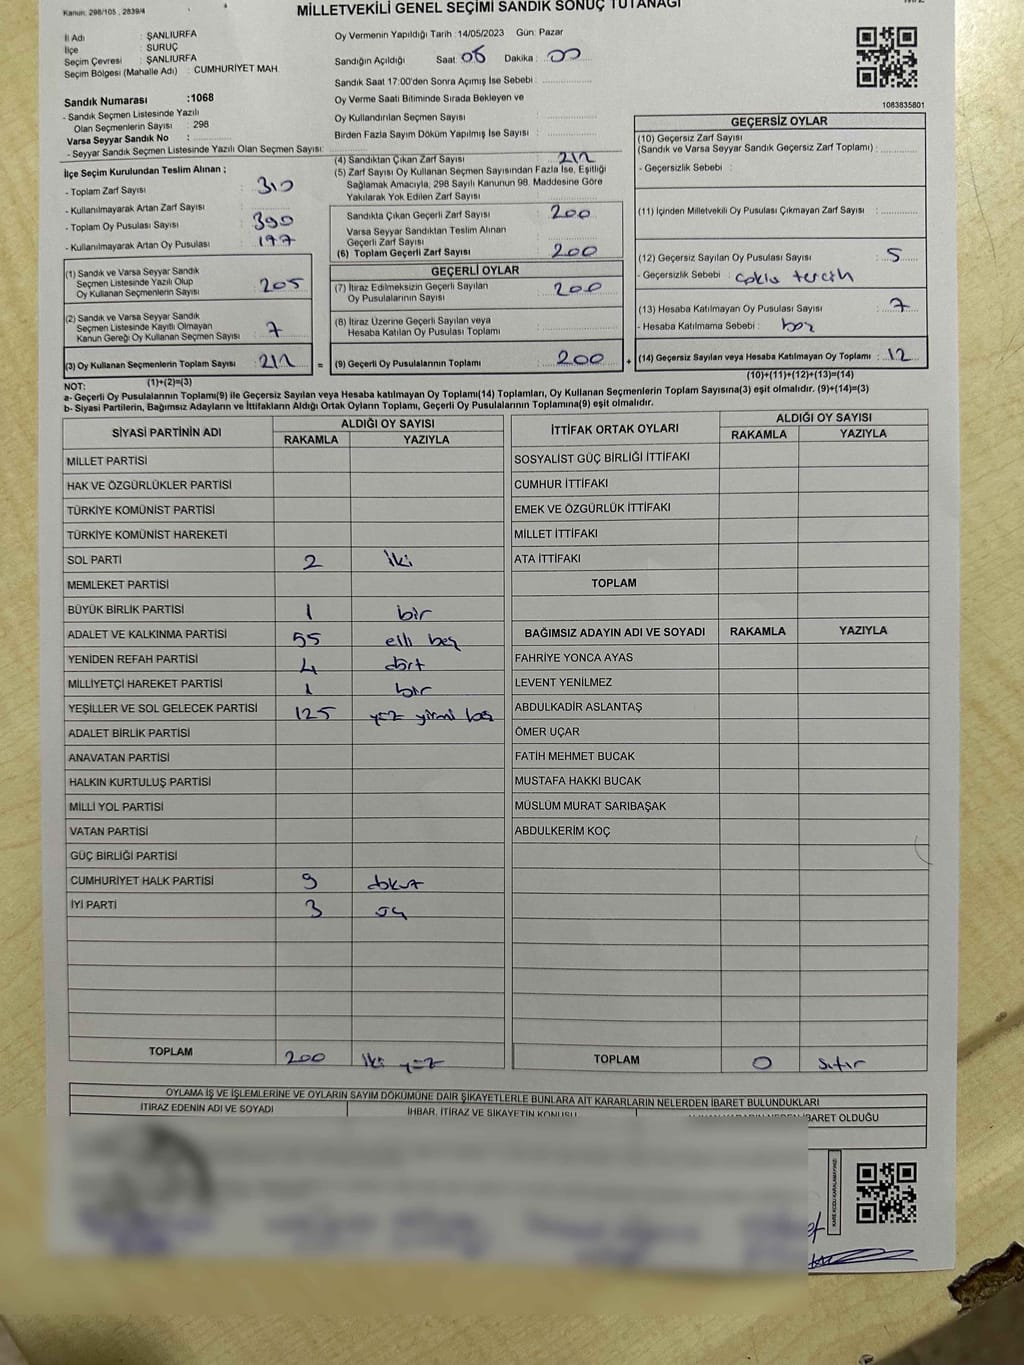 Kanun: 298/105 , 2839/4
MİLLETVEKİLİ GENEL SEÇİMİ SANDIK SONUÇ TUTANAĞI
İl Adı : ŞANLIURFA
İlçe : SURUÇ
Seçim Çevresi : ŞANLIURFA
Seçim Bölgesi (Mahalle Adı) : CUMHURİYET MAH
Sandık Numarası :1068
- Sandık Seçmen Listesinde Yazılı
Olan Seçmenlerin Sayısı : 298
Varsa Seyyar Sandık No :
- Seyyar Sandık Seçmen Listesinde Yazılı Olan Seçmen Sayısı:
Oy Vermenin Yapıldığı Tarih :14/05/2023 Gün: Pazar
Sandığın Açıldığı Saat : 05 Dakika : 00
Sandık Saat 17:00'den Sonra Açımış İse Sebebi :
Oy Verme Saati Bitiminde Sırada Bekleyen ve
Oy Kullandırılan Seçmen Sayısı :
Birden Fazla Sayım Döküm Yapılmış İse Sayısı :
1083835801
İlçe Seçim Kurulundan Teslim Alınan ;
- Toplam Zarf Sayısı : 310
- Kullanılmayarak Artan Zarf Sayısı :
- Toplam Oy Pusulası Sayısı : 390
- Kullanılmayarak Artan Oy Pusulası : 177
(1) Sandık ve Varsa Seyyar Sandık
Seçmen Listesinde Yazılı Olup
Oy Kullanan Seçmenlerin Sayısı : 205
(2) Sandık ve Varsa Seyyar Sandık
Seçmen Listesinde Kayıtlı Olmayan
Kanun Gereği Oy Kullanan Seçmen Sayısı : 7
(3) Oy Kullanan Seçmenlerin Toplam Sayısı : 212 =
(4) Sandıktan Çıkan Zarf Sayısı : 212
(5) Zarf Sayısı Oy Kullanan Seçmen Sayısından Fazla İse, Eşitliği
Sağlamak Amacıyla, 298 Sayılı Kanunun 98. Maddesine Göre
Yakılarak Yok Edilen Zarf Sayısı :
Sandıkta Çıkan Geçerli Zarf Sayısı : 200
Varsa Seyyar Sandıktan Teslim Alınan
Geçerli Zarf Sayısı :
(6) Toplam Geçerli Zarf Sayısı : 200
GEÇERLİ OYLAR
(7) İtiraz Edilmeksizin Geçerli Sayılan
Oy Pusulalarının Sayısı : 200
(8) İtiraz Üzerine Geçerli Sayılan veya
Hesaba Katılan Oy Pusulası Toplamı :
(9) Geçerli Oy Pusulalarının Toplamı : 200 +
GEÇERSİZ OYLAR
(10) Geçersiz Zarf Sayısı
(Sandık ve Varsa Seyyar Sandık Geçersiz Zarf Toplamı) :
- Geçersizlik Sebebi :
(11) İçinden Milletvekili Oy Pusulası Çıkmayan Zarf Sayısı :
(12) Geçersiz Sayılan Oy Pusulası Sayısı : 5
- Geçersizlik Sebebi : çoklu tercih
(13) Hesaba Katılmayan Oy Pusulası Sayısı : 7
- Hesaba Katılmama Sebebi : boz
(14) Geçersiz Sayılan veya Hesaba Katılmayan Oy Toplamı : 12
(1)+(2)=(3)
(10)+(11)+(12)+(13)=(14)
NOT:
a- Geçerli Oy Pusulaları Toplamı(9) ile Geçersiz Sayılan veya Hesaba katılmayan Oy Toplamı(14) Toplamları, Oy Kullanan Seçmenlerin Toplam Sayısına(3) eşit olmalıdır. (9)+(14)=(3)
b- Siyasi Partilerin, Bağımsız Adayların ve İttifakların Aldığı Ortak Oyların Toplamı, Geçerli Oy Pusulalarının Toplamına(9) eşit olmalıdır.
SİYASİ PARTİNİN ADI ALDIĞI OY SAYISI
RAKAMLA YAZIYLA
MİLLET PARTİSİ
HAK VE ÖZGÜRLÜKLER PARTİSİ
TÜRKİYE KOMÜNİST PARTİSİ
TÜRKİYE KOMÜNİST HAREKETİ
SOL PARTİ 2 iki
MEMLEKET PARTİSİ
BÜYÜK BİRLİK PARTİSİ 1 bir
ADALET VE KALKINMA PARTİSİ 55 elli beş
YENİDEN REFAH PARTİSİ 4 dört
MİLLİYETÇİ HAREKET PARTİSİ 1 bir
YEŞİLLER VE SOL GELECEK PARTİSİ 125 yüz yirmi beş
ADALET BİRLİK PARTİSİ
ANAVATAN PARTİSİ
HALKIN KURTULUŞ PARTİSİ
MİLLİ YOL PARTİSİ
VATAN PARTİSİ
GÜÇ BİRLİĞİ PARTİSİ
CUMHURİYET HALK PARTİSİ 9 dokuz
İYİ PARTİ 3 üç
TOPLAM 200 iki yüz
İTTİFAK ORTAK OYLARI ALDIĞI OY SAYISI
RAKAMLA YAZIYLA
SOSYALİST GÜÇ BİRLİĞİ İTTİFAKI
CUMHUR İTTİFAKI
EMEK VE ÖZGÜRLÜK İTTİFAKI
MİLLET İTTİFAKI
ATA İTTİFAKI
TOPLAM
BAĞIMSIZ ADAYIN ADI VE SOYADI RAKAMLA YAZIYLA
FAHRİYE YONCA AYAS
LEVENT YENİLMEZ
ABDULKADİR ASLANTAŞ
ÖMER UÇAR
FATİH MEHMET BUCAK
MUSTAFA HAKKI BUCAK
MÜSLÜM MURAT SARIBAŞAK
ABDULKERİM KOÇ
TOPLAM 0 sıfır
OYLAMA İŞ VE İŞLEMLERİNE VE OYLARIN SAYIM DÖKÜMÜNE DAİR ŞİKAYETLERLE BUNLARA AİT KARARLARIN NELERDEN İBARET BULUNDUKLARI
İTİRAZ EDENİN ADI VE SOYADI İHBAR, İTİRAZ VE ŞİKAYETİN KONUSU NEDEN İBARET OLDUĞU